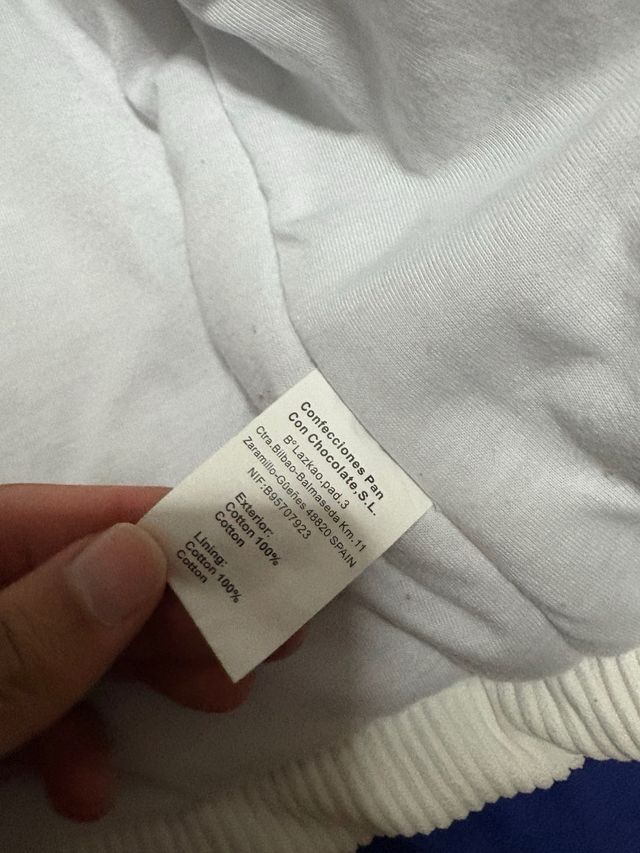 Confecciones Pan
Con Chocolate,S.L.
Bº Lazkao,pad.3
Ctra.Bilbao-Balmaseda Km.11
Zaramillo-Güeñes 48820 SPAIN
NIF:B95707923
Exterior:
Cotton 100%
Cotton
Lining:
Cotton 100%
Cotton